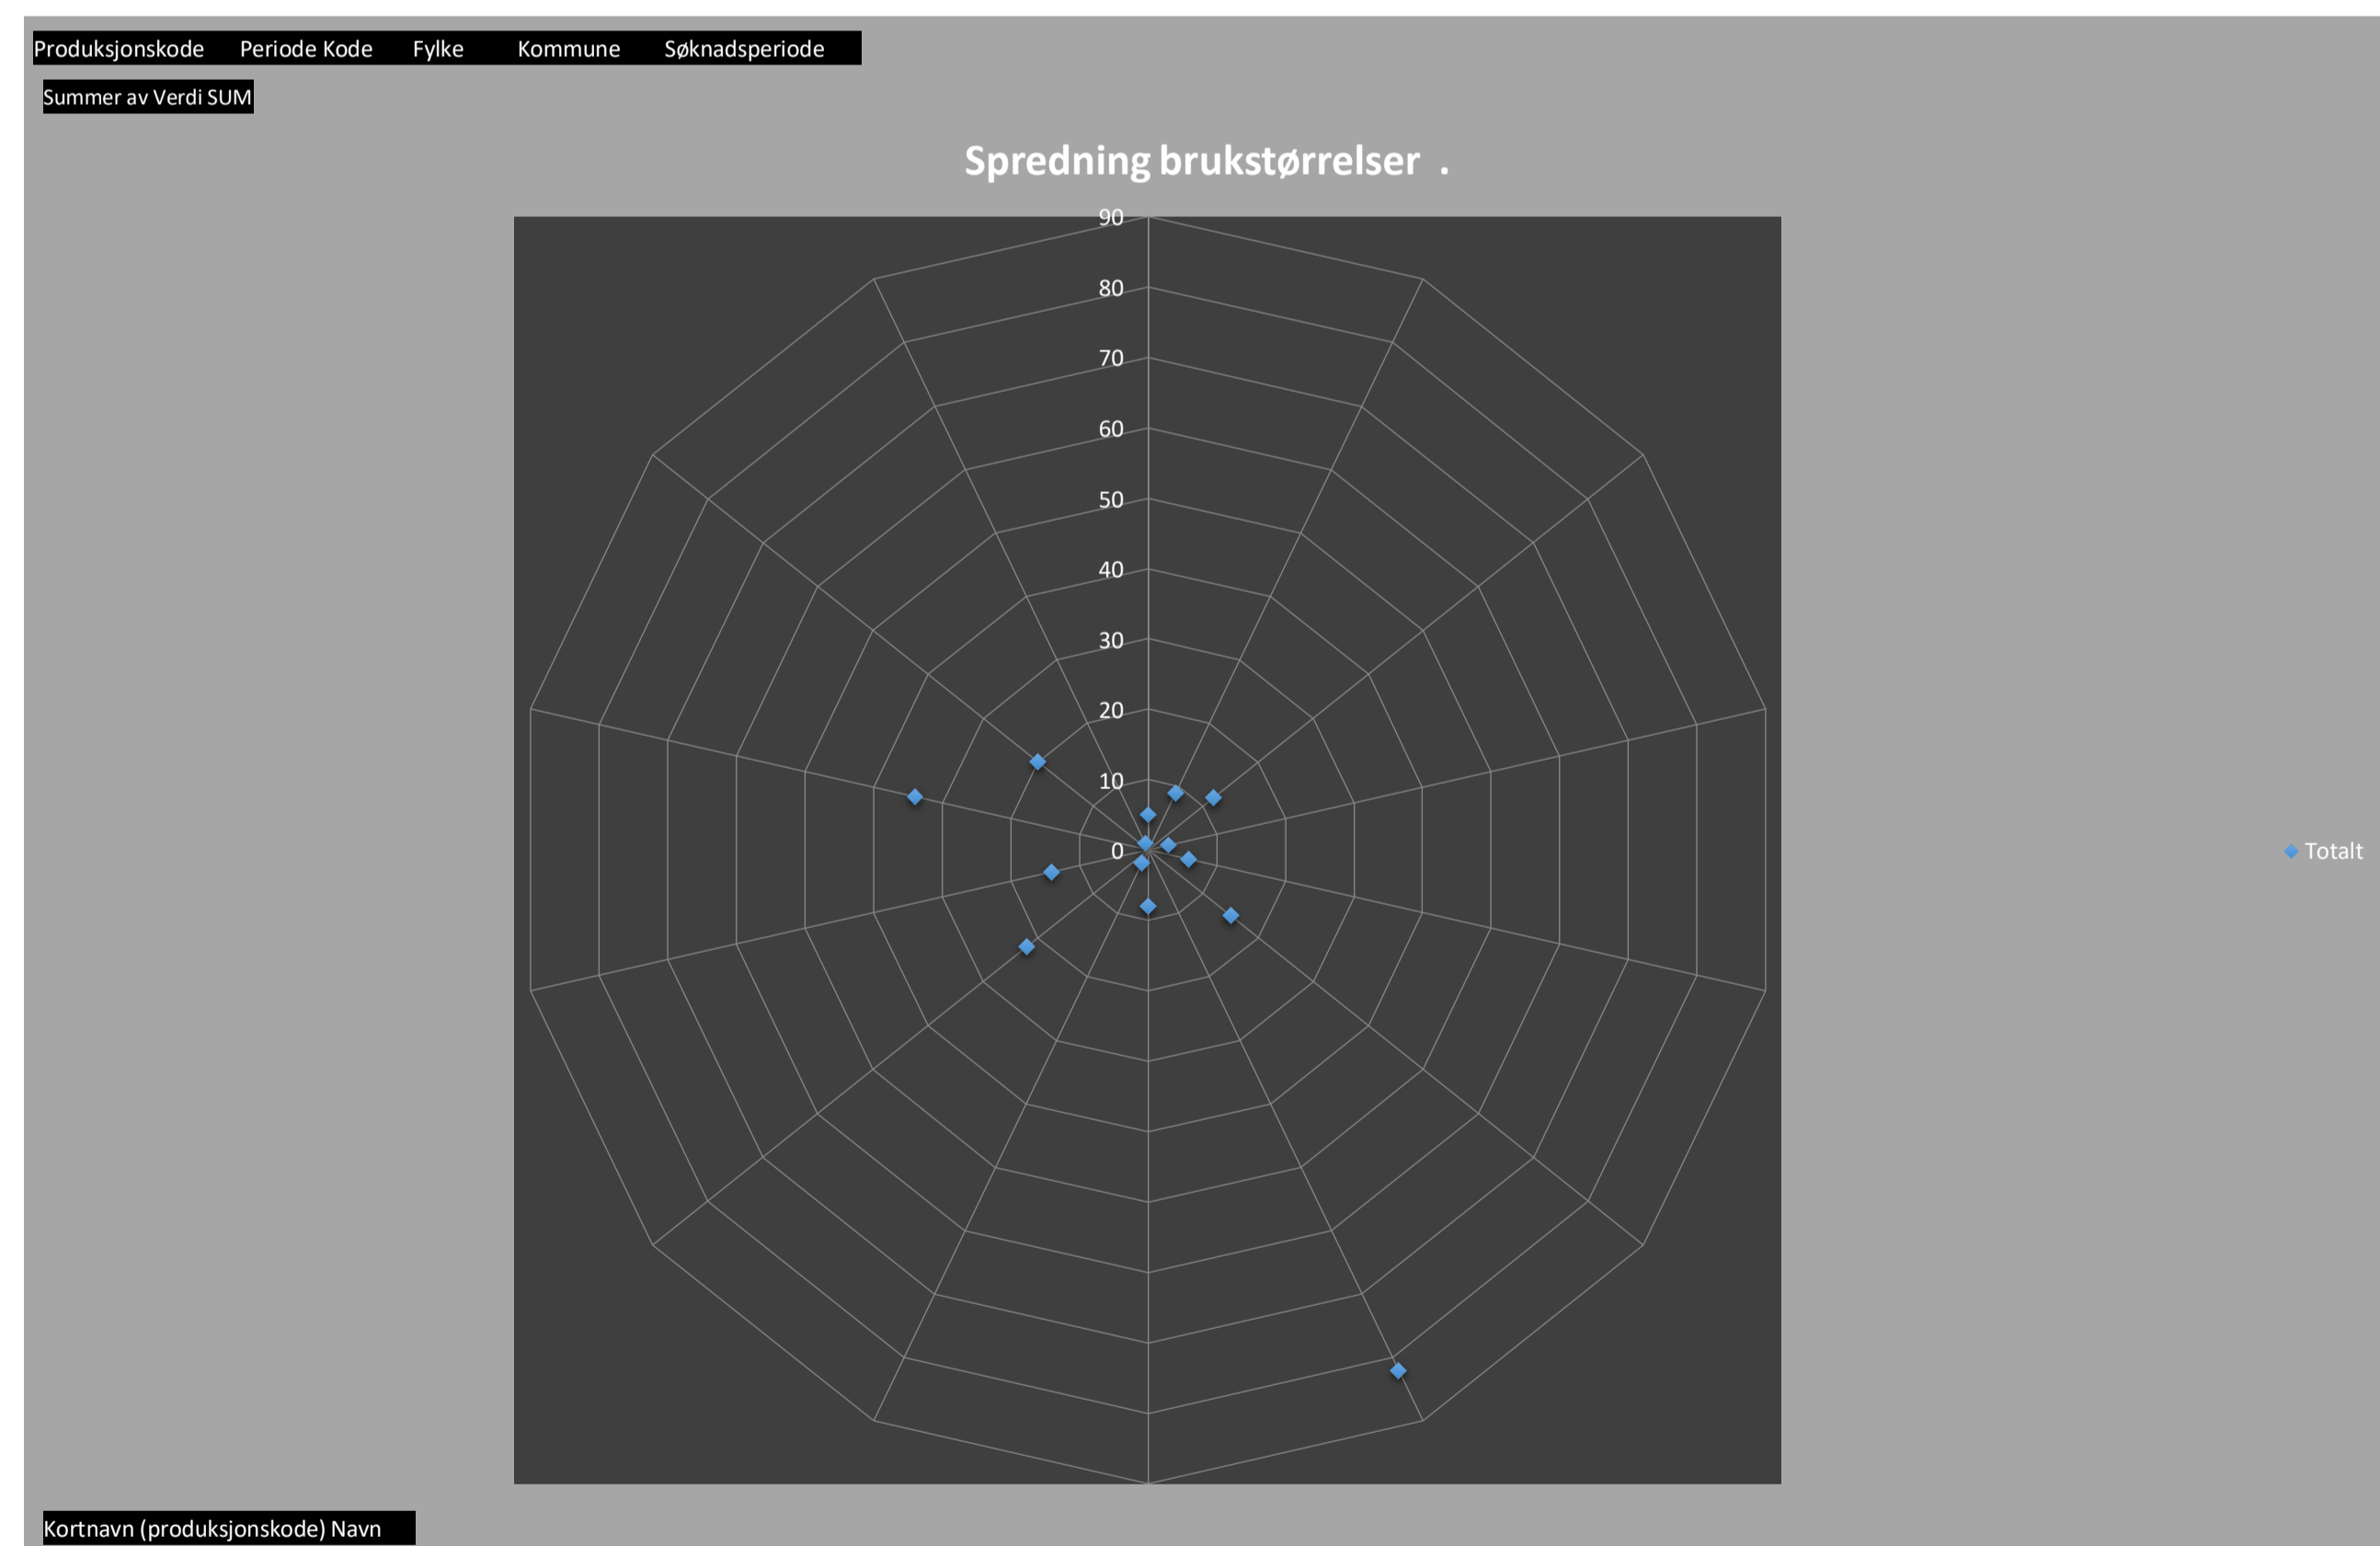 Produksjonskode Periode Kode Fylke Kommune Søknadsperiode
Summer av Verdi SUM
Spredning brukstørrelser .
90
80
70
60
50
40
30
20
10
0
Totalt
Kortnavn (produksjonskode) Navn